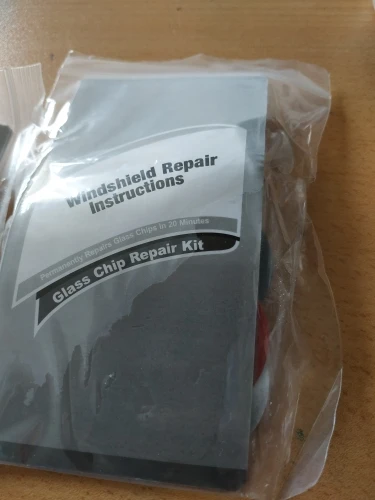 Windshield Repair
Instructions
Permanently Repairs Glass Chips in 20 Minutes
Glass Chip Repair Kit